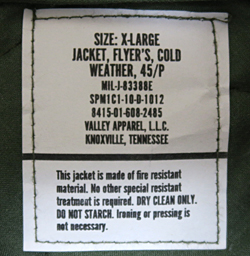 SIZE: X-LARGE
JACKET, FLYER'S, COLD
WEATHER, 45/P
MIL-J-83388E
SPM1C1-10-D-1012
8415-01-608-2485
VALLEY APPAREL, L.L.C.
KNOXVILLE, TENNESSEE
This jacket is made of fire resistant
material. No other special resistant
treatment is required. DRY CLEAN ONLY.
DO NOT STARCH. Ironing or pressing is
not necessary.